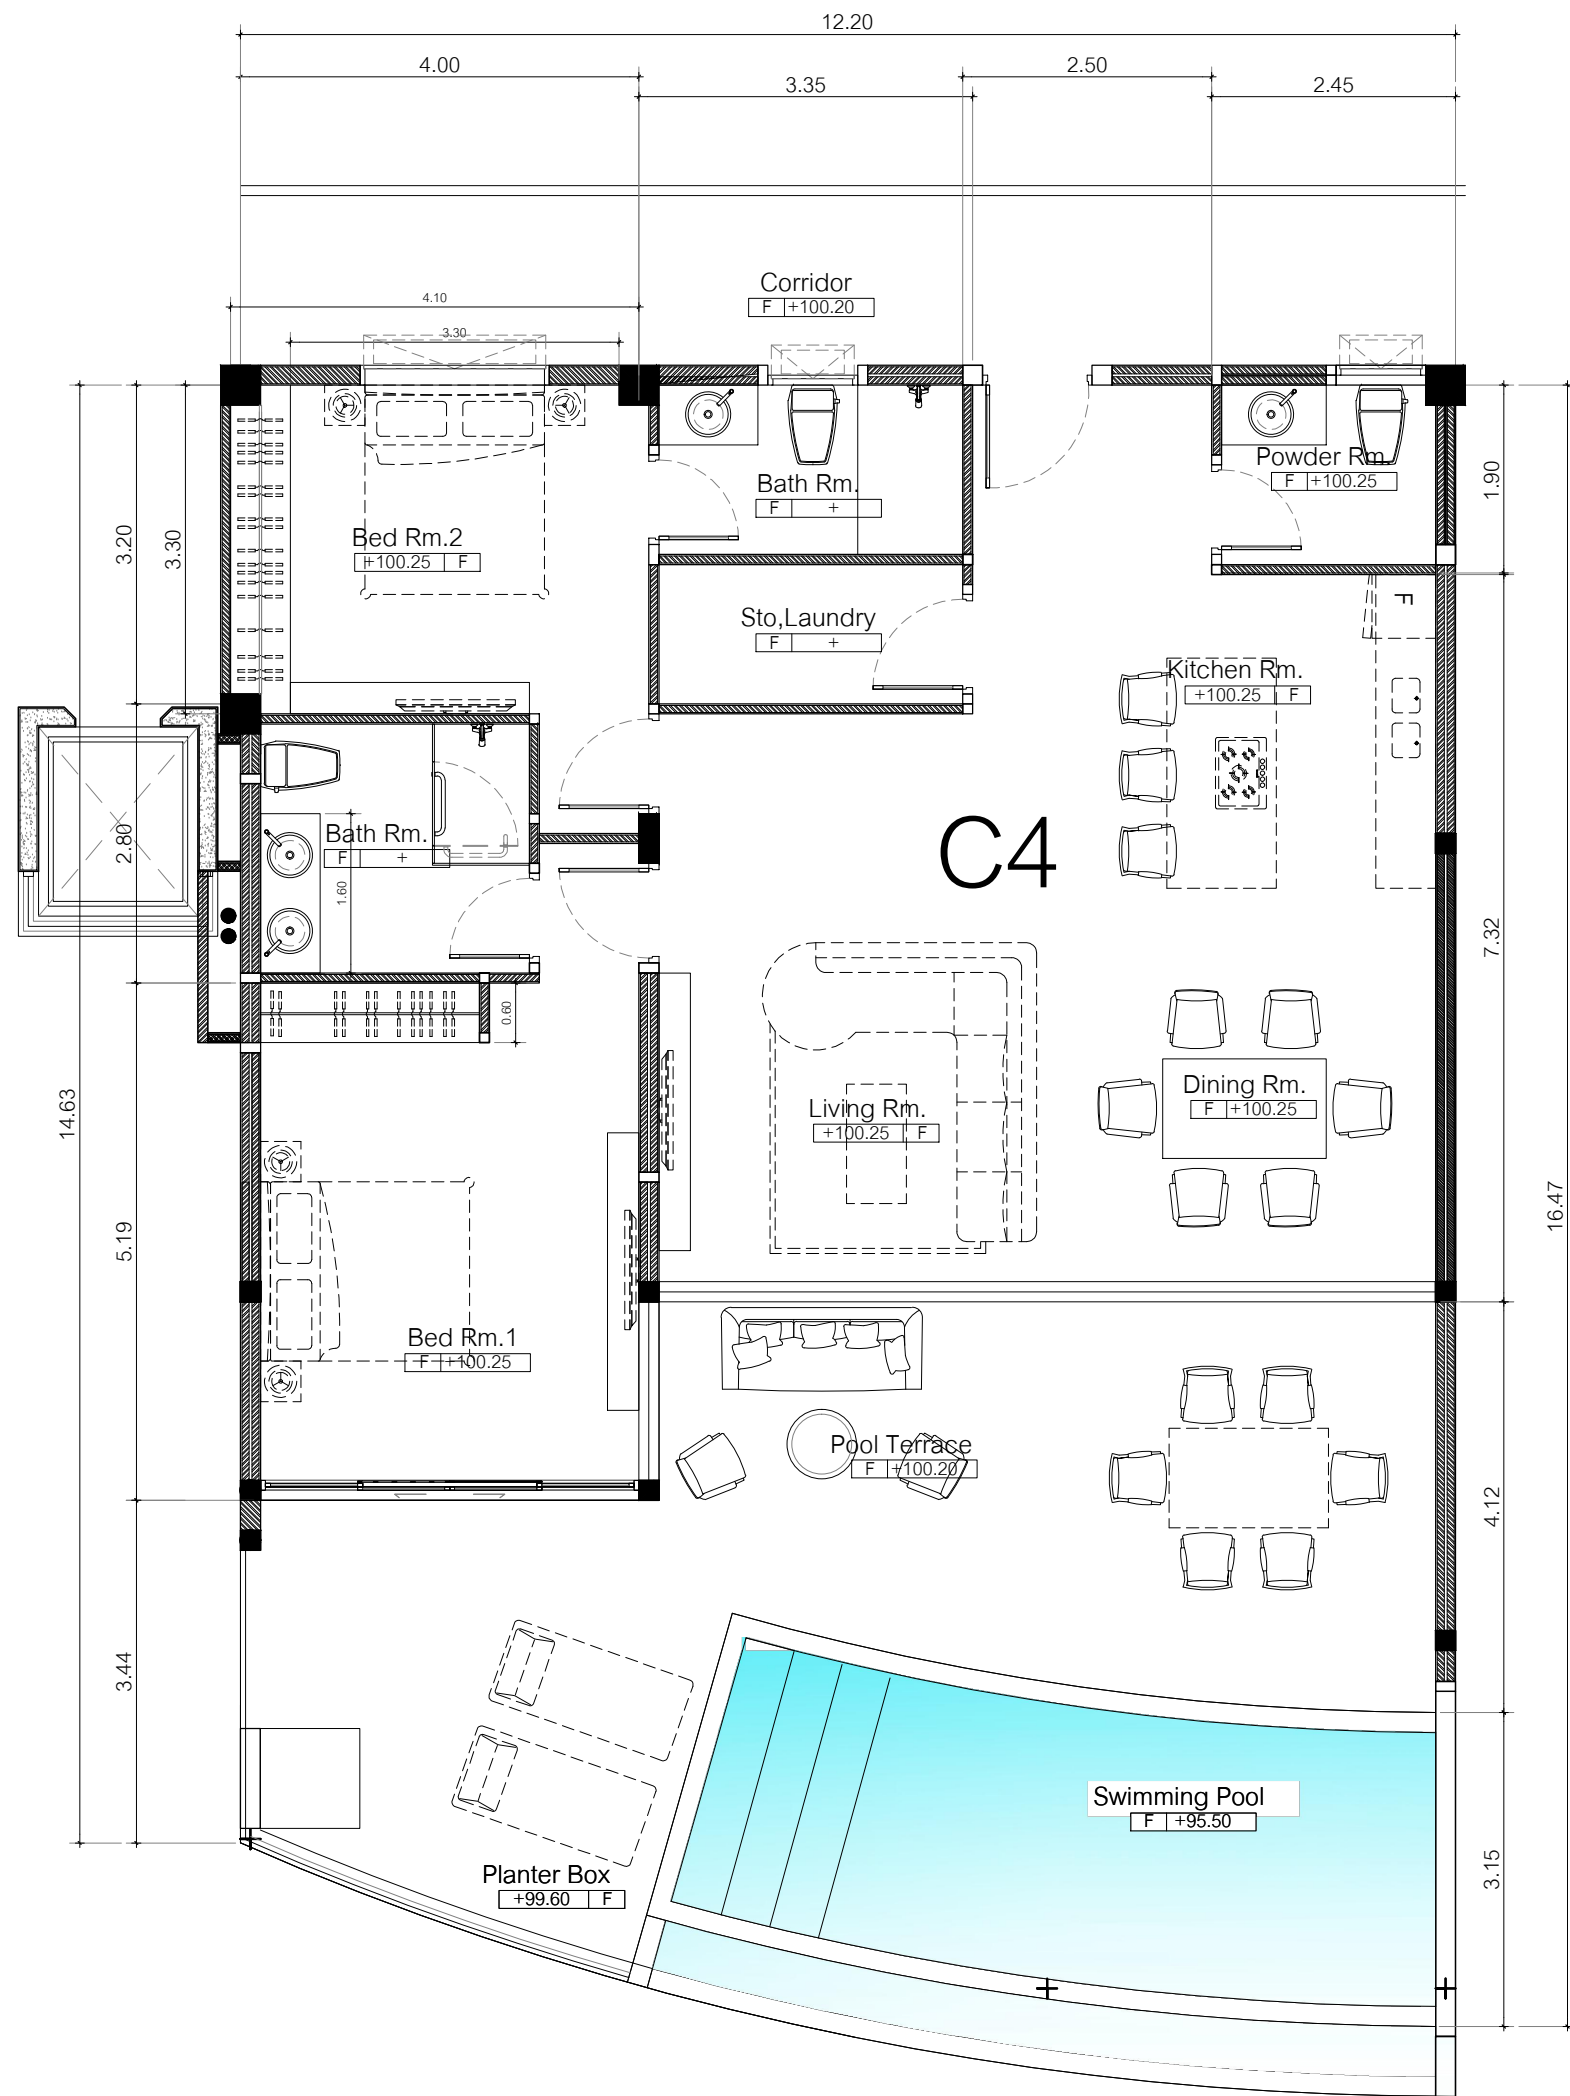 12.20
4.00
2.50
3.35
2.45
Corridor
F +100.20
4.10
3.30
Powder Rm.
F +100.25
Bath Rm.
F +
1.90
Bed Rm.2
+100.25 F
3.20
3.30
Sto,Laundry
F +
F
Kitchen Rm.
+100.25 F
Bath Rm.
F +
2.80
1.60
C4
7.32
0.60
Dining Rm.
F +100.25
Living Rm.
+100.25 F
14.63
16.47
5.19
Bed Rm.1
F +100.25
Pool Terrace
F +100.20
4.12
3.44
Swimming Pool
F +95.50
Planter Box
+99.60 F
3.15